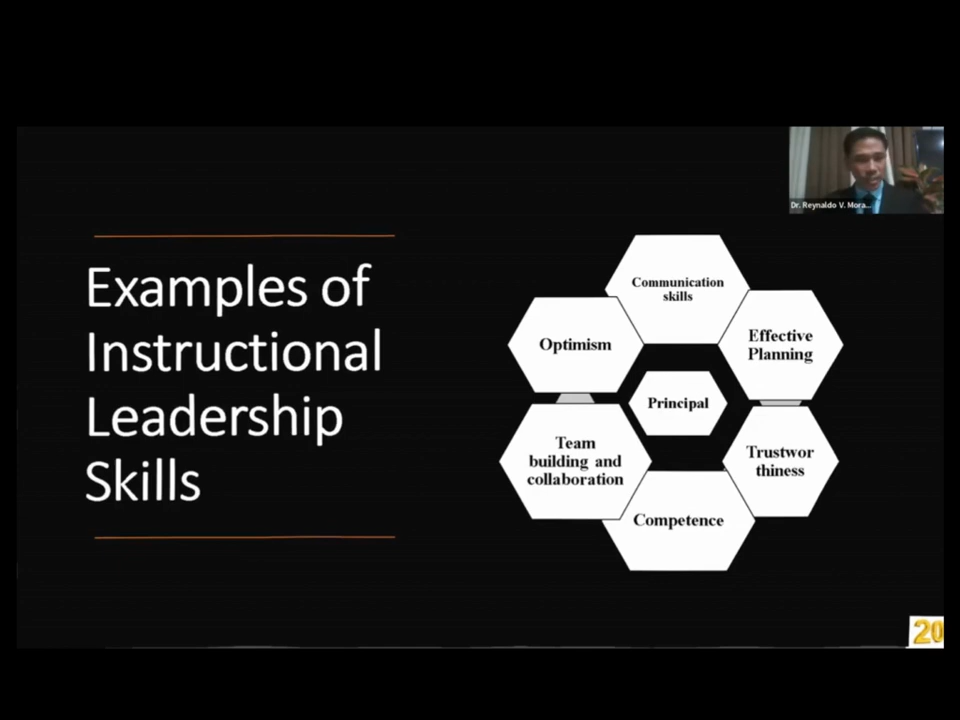 Dr. Reynaldo V. Mora...
Examples of
Instructional
Leadership
Skills
Communication
skills
Optimism
Effective
Planning
Principal
Team
building and
collaboration
Trustwor
thiness
Competence
20